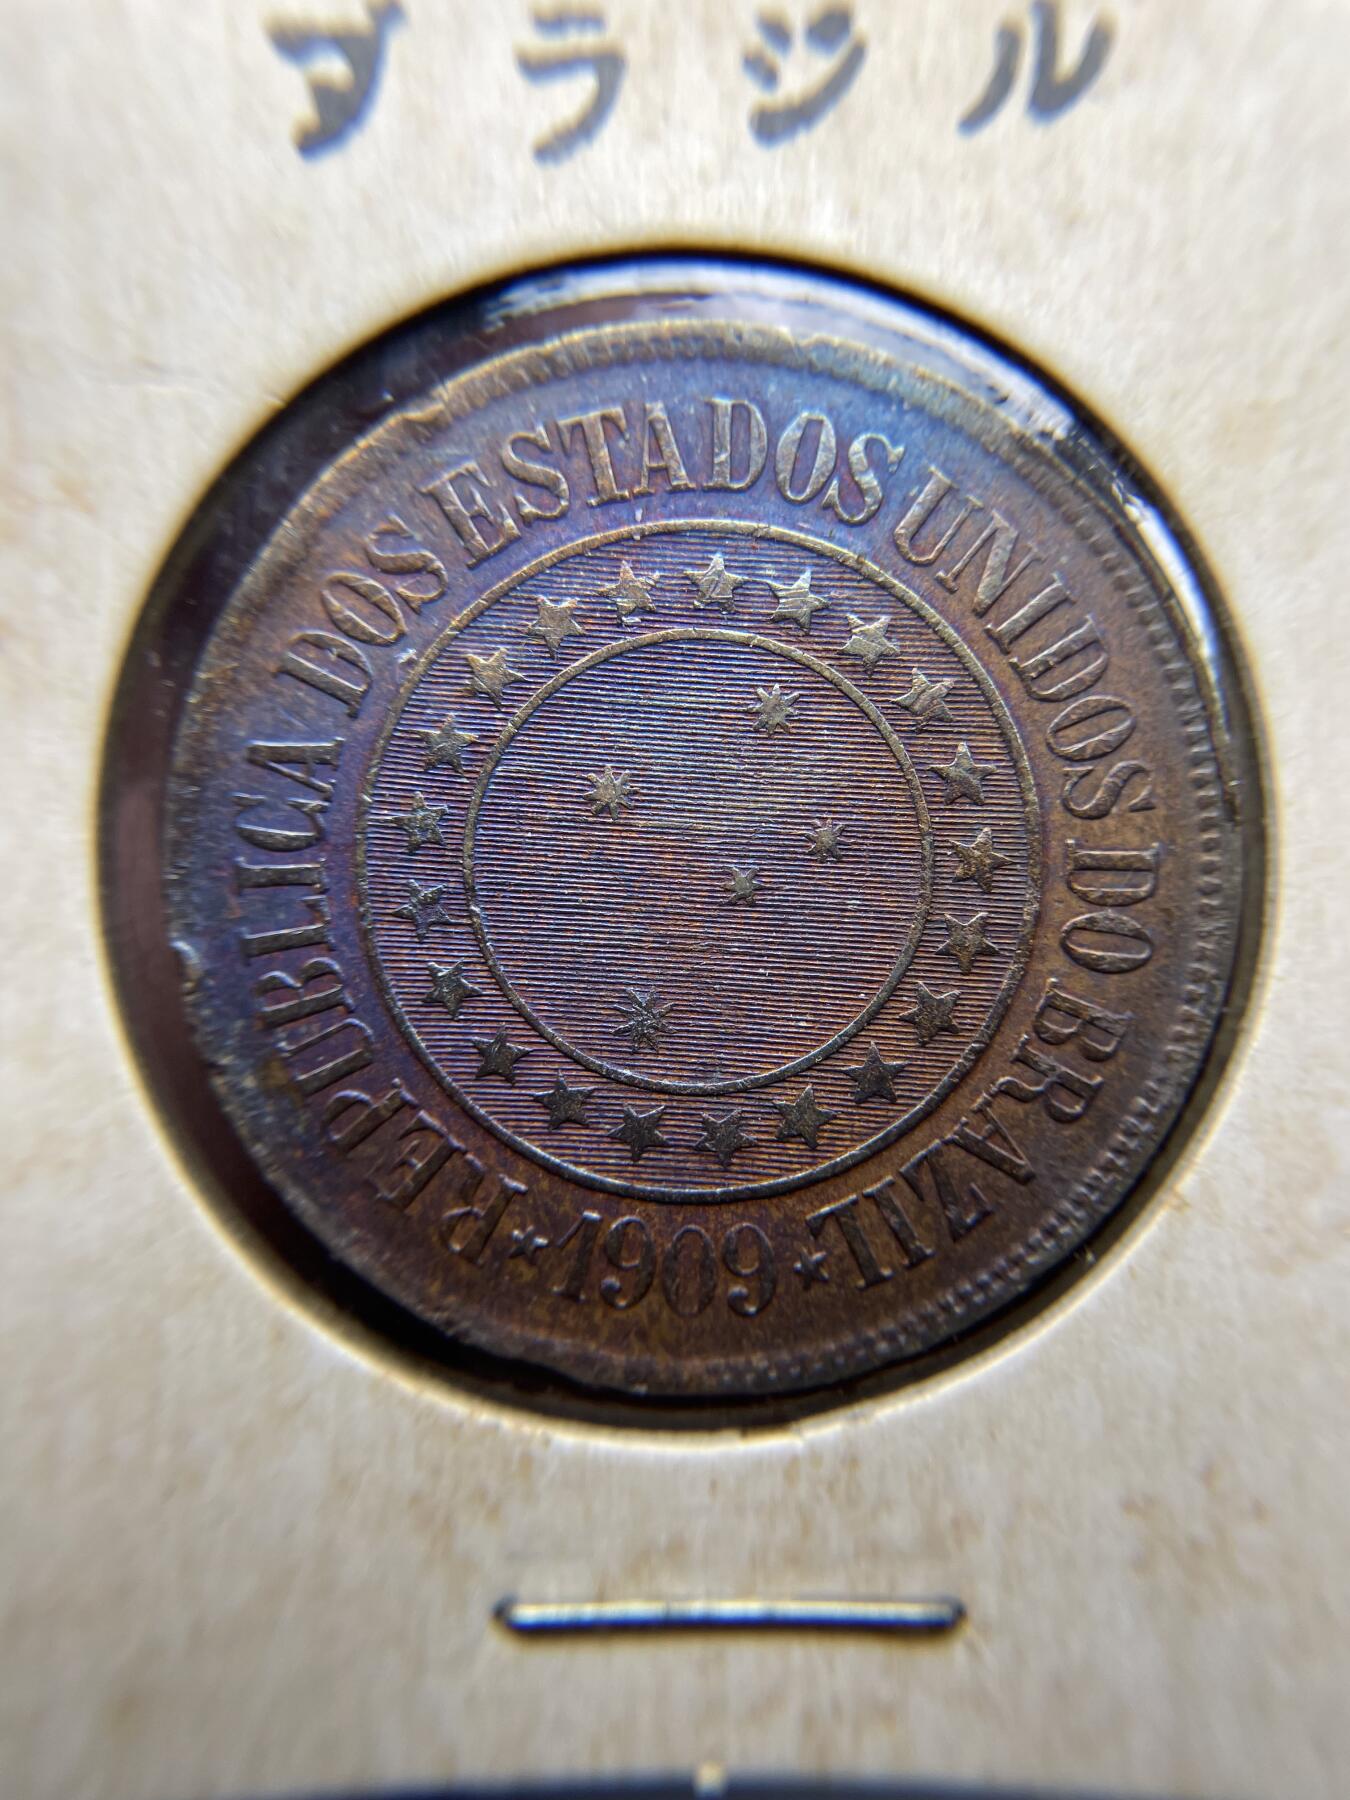 ブラジル
REPUBLICA DOS ESTADOS UNIDOS DO BRAZIL
★ 1909 ★